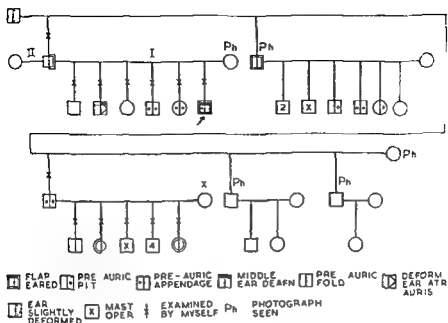 II I Ph Ph
2 X
Ph
X Ph Ph
X 4
FLAP EARED PRE AURIC PIT PRE-AURIC APPENDAGE MIDDLE EAR DEAFN PRE AURIC FOLD DEFORM EAR ATR AURIS
EAR SLIGHTLY DEFORMED X MAST OPER EXAMINED BY MYSELF Ph PHOTOGRAPH SEEN